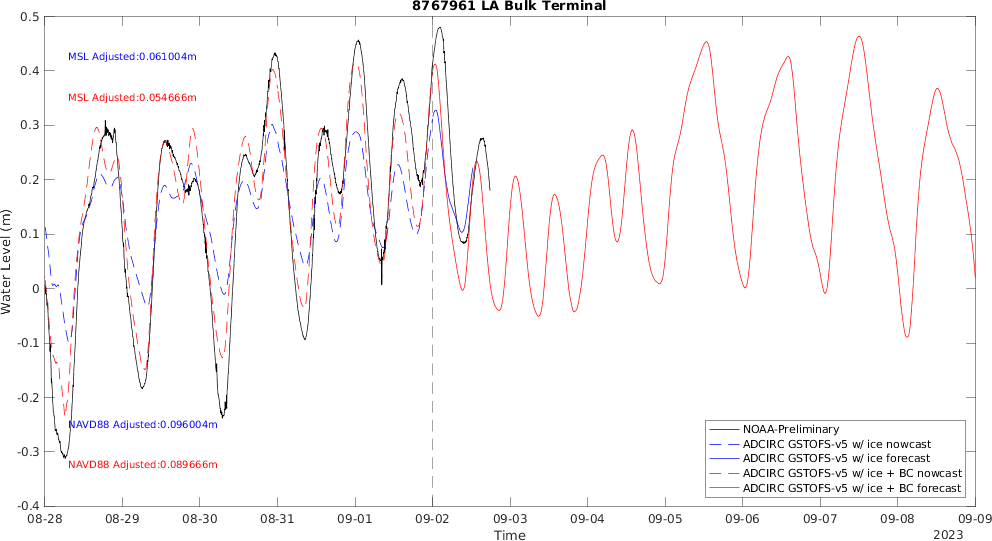 8767961 LA Bulk Terminal
0.5
0.4
0.3
0.2
0.1
0
-0.1
-0.2
-0.3
-0.4
Water Level (m)
MSL Adjusted:0.061004m
MSL Adjusted:0.054666m
NAVD88 Adjusted:0.096004m
NAVD88 Adjusted:0.089666m
NOAA-Preliminary
ADCIRC GSTOFS-v5 w/ ice nowcast
ADCIRC GSTOFS-v5 w/ ice forecast
ADCIRC GSTOFS-v5 w/ ice + BC nowcast
ADCIRC GSTOFS-v5 w/ ice + BC forecast
08-28 08-29 08-30 08-31 09-01 09-02 09-03 09-04 09-05 09-06 09-07 09-08 09-09
Time
2023